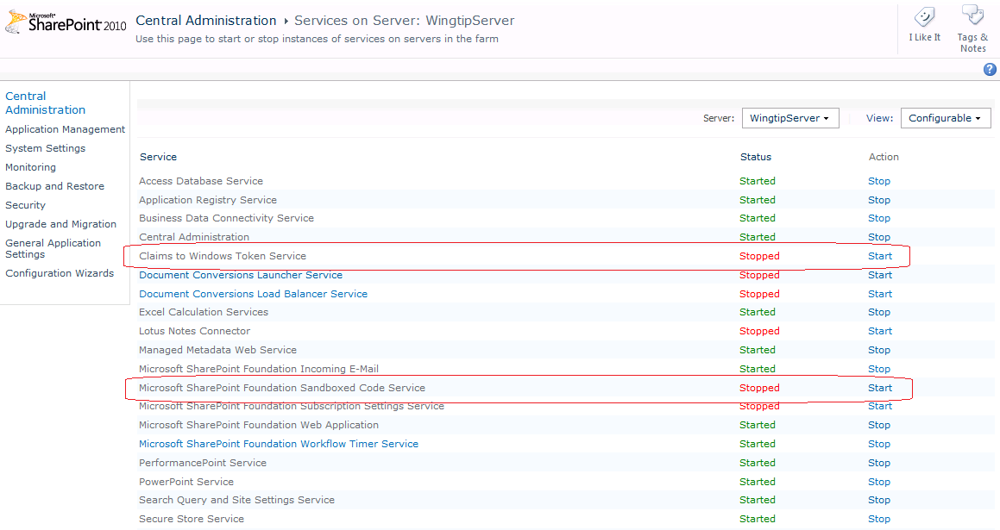 Microsoft® SharePoint® 2010
Central Administration ▸ Services on Server: WingtipServer
Use this page to start or stop instances of services on servers in the farm
I Like It
Tags &
Notes
?
Central
Administration
Application Management
System Settings
Monitoring
Backup and Restore
Security
Upgrade and Migration
General Application
Settings
Configuration Wizards
Server: WingtipServer View: Configurable
Service Status Action
Access Database Service Started Stop
Application Registry Service Started Stop
Business Data Connectivity Service Started Stop
Central Administration Started Stop
Claims to Windows Token Service Stopped Start
Document Conversions Launcher Service Stopped Start
Document Conversions Load Balancer Service Stopped Start
Excel Calculation Services Started Stop
Lotus Notes Connector Stopped Start
Managed Metadata Web Service Started Stop
Microsoft SharePoint Foundation Incoming E-Mail Started Stop
Microsoft SharePoint Foundation Sandboxed Code Service Stopped Start
Microsoft SharePoint Foundation Subscription Settings Service Stopped Start
Microsoft SharePoint Foundation Web Application Started Stop
Microsoft SharePoint Foundation Workflow Timer Service Started Stop
PerformancePoint Service Started Stop
PowerPoint Service Started Stop
Search Query and Site Settings Service Started Stop
Secure Store Service Started Stop